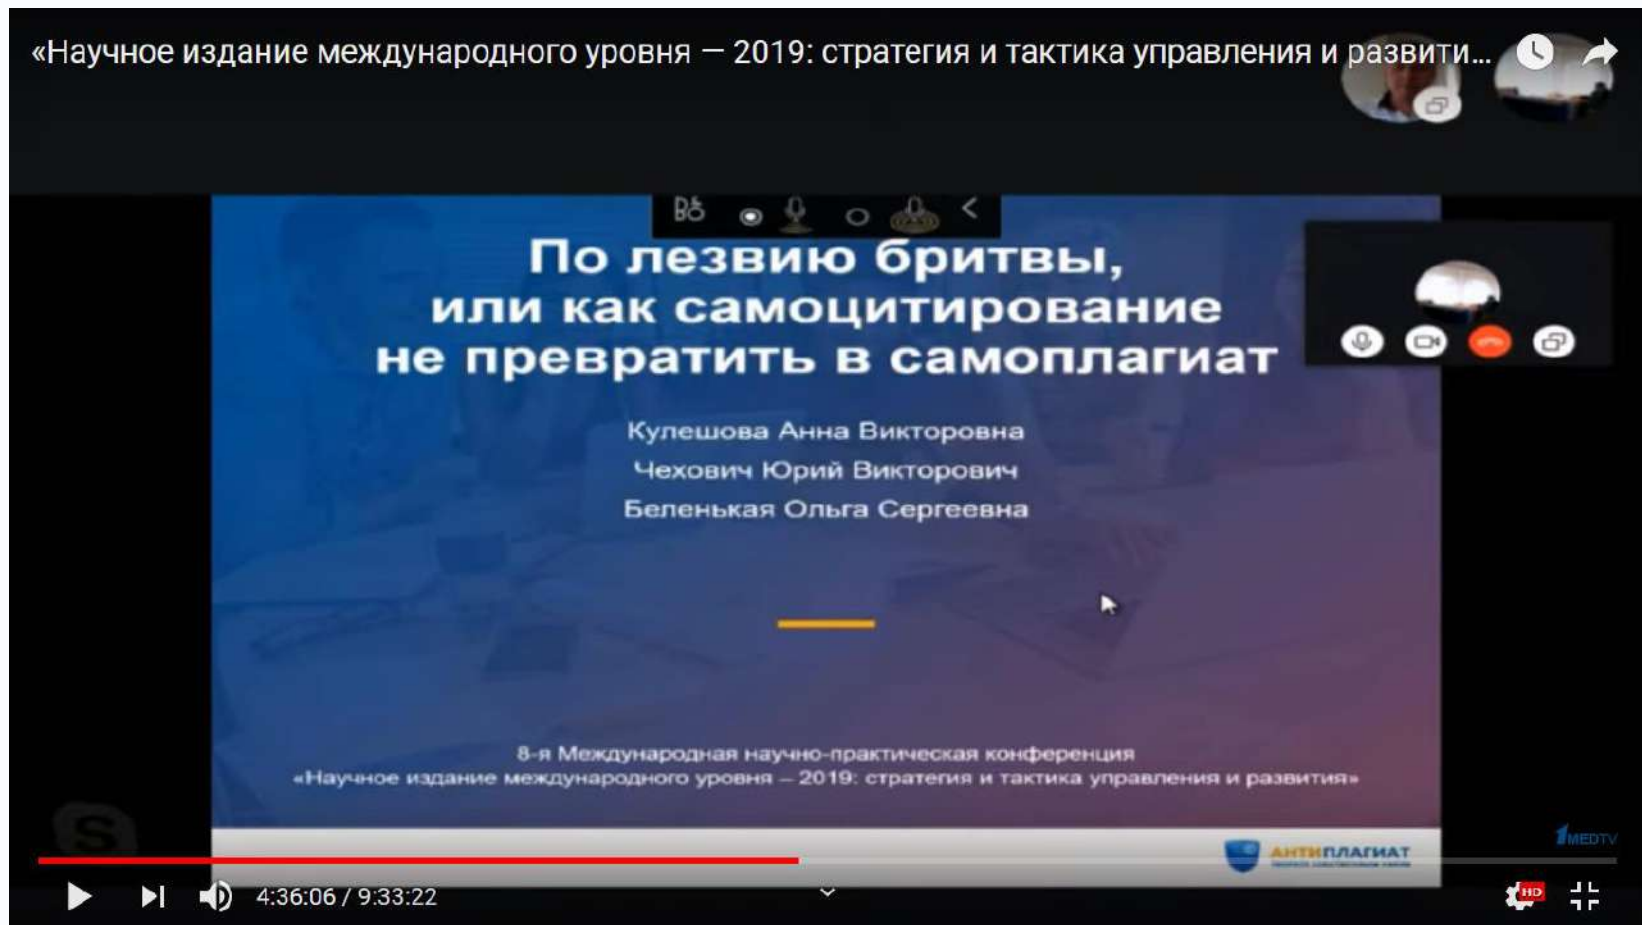 «Научное издание международного уровня — 2019: стратегия и тактика управления и развити...
По лезвию бритвы,
или как самоцитирование
не превратить в самоплагиат
Кулешова Анна Викторовна
Чехович Юрий Викторович
Беленькая Ольга Сергеевна
8-я Международная научно-практическая конференция
«Научное издание международного уровня – 2019: стратегия и тактика управления и развития»
1MEDTV
АНТИПЛАГИАТ
4:36:06 / 9:33:22
HD